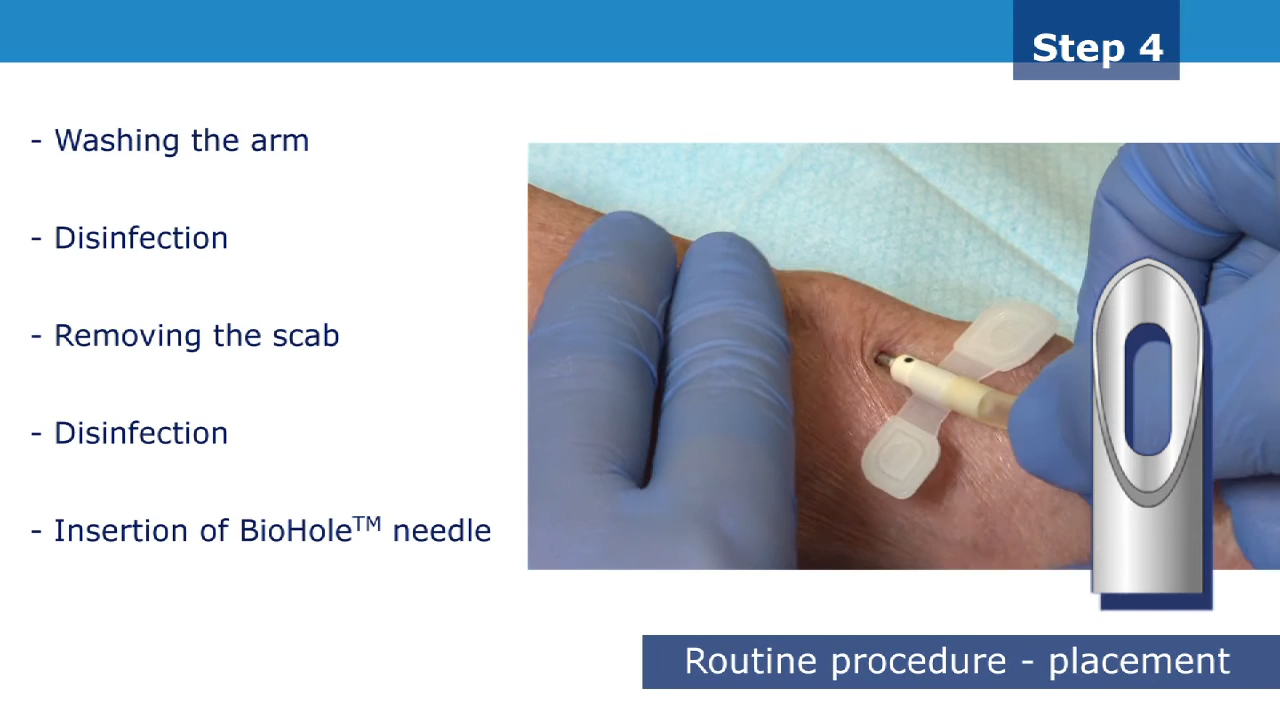 Step 4
- Washing the arm
- Disinfection
- Removing the scab
- Disinfection
- Insertion of BioHole™ needle
Routine procedure - placement